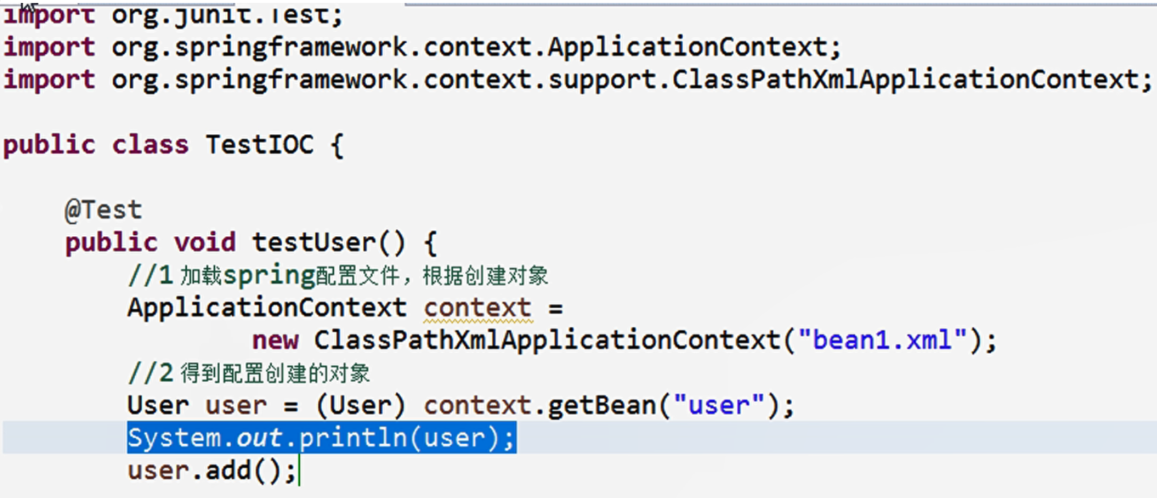 import org.junit.Test;
import org.springframework.context.ApplicationContext;
import org.springframework.context.support.ClassPathXmlApplicationContext;
public class TestIOC {
@Test
public void testUser() {
//1 加载spring配置文件，根据创建对象
ApplicationContext context =
new ClassPathXmlApplicationContext("bean1.xml");
//2 得到配置创建的对象
User user = (User) context.getBean("user");
System.out.println(user);
user.add();